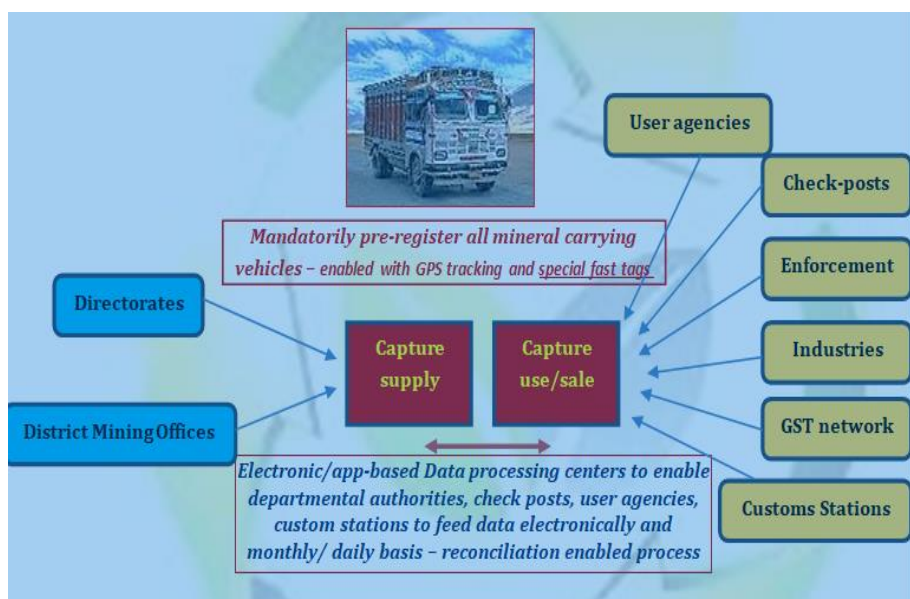 User agencies
Check-posts
Mandatorily pre-register all mineral carrying
vehicles – enabled with GPS tracking and special fast tags
Enforcement
Directorates
Capture
supply
Capture
use/sale
Industries
District Mining Offices
GST network
Electronic/app-based Data processing centers to enable
departmental authorities, check posts, user agencies,
custom stations to feed data electronically and
monthly/ daily basis – reconciliation enabled process
Customs Stations